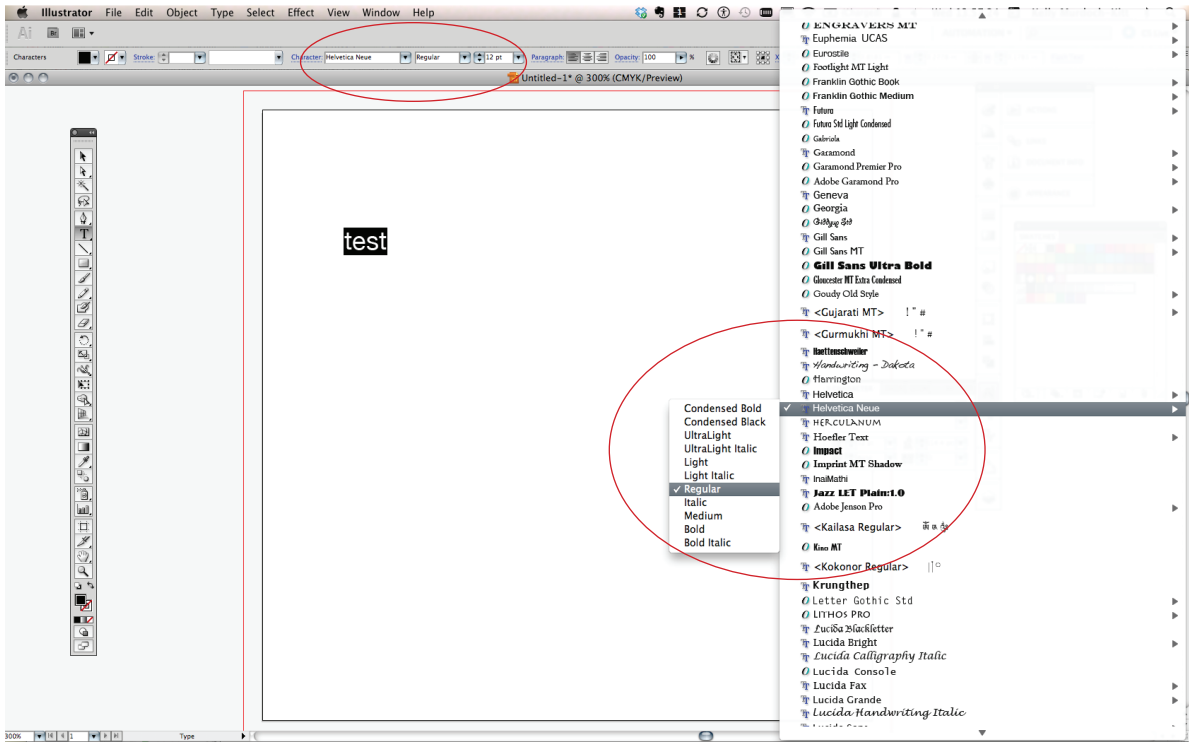 Illustrator File Edit Object Type Select Effect View Window Help
Ai Br
Characters Stroke: Character: Helvetica Neue Regular 12 pt Paragraph: Opacity: 100
Untitled-1* @ 300% (CMYK/Preview)
test
ENGRAVERS MT
Euphemia UCAS
Eurostile
Footlight MT Light
Franklin Gothic Book
Franklin Gothic Medium
Futura
Futura Std Light Condensed
Gabriola
Garamond
Garamond Premier Pro
Adobe Garamond Pro
Geneva
Georgia
Giddyup Std
Gill Sans
Gill Sans MT
Gill Sans Ultra Bold
Gloucester MT Extra Condensed
Goudy Old Style
<Gujarati MT> ! " #
<Gurmukhi MT> ! " #
Haettenschweiler
Handwriting - Dakota
Harrington
Helvetica
Helvetica Neue
HERCULANUM
Hoefler Text
Impact
Imprint MT Shadow
InaiMathi
Jazz LET Plain:1.0
Adobe Jenson Pro
<Kailasa Regular>
Kino MT
<Kokonor Regular>
Krungthep
Letter Gothic Std
LITHOS PRO
Lucida Blackletter
Lucida Bright
Lucida Calligraphy Italic
Lucida Console
Lucida Fax
Lucida Grande
Lucida Handwriting Italic
Condensed Bold
Condensed Black
UltraLight
UltraLight Italic
Light
Light Italic
Regular
Italic
Medium
Bold
Bold Italic
300% 1 Type